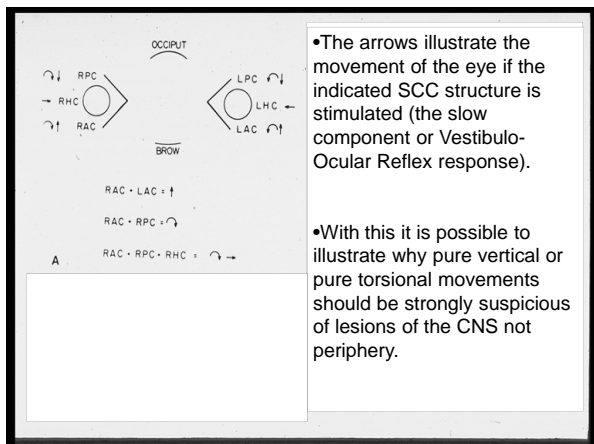 OCCIPUT
RPC
LPC
→ RHC
LHC ←
RAC
LAC
BROW
RAC + LAC = ↑
RAC + RPC = ↷
RAC + RPC + RHC = ↷ →
A
•The arrows illustrate the
movement of the eye if the
indicated SCC structure is
stimulated (the slow
component or Vestibulo-
Ocular Reflex response).
•With this it is possible to
illustrate why pure vertical or
pure torsional movements
should be strongly suspicious
of lesions of the CNS not
periphery.